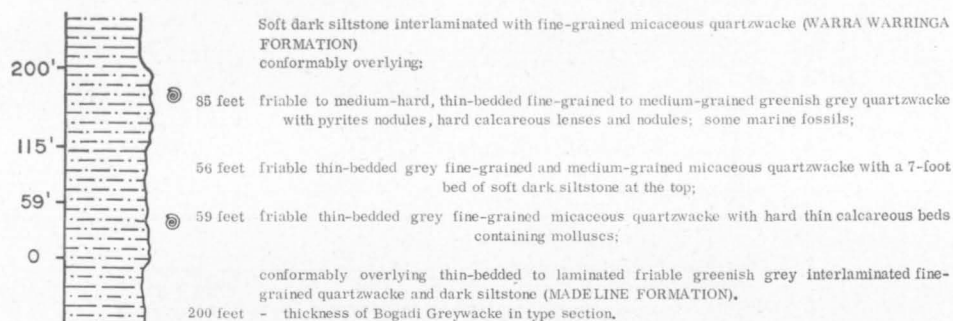 Soft dark siltstone interlaminated with fine-grained micaceous quartzwacke (WARRA WARRINGA
FORMATION)
conformably overlying:
200'
85 feet friable to medium-hard, thin-bedded fine-grained to medium-grained greenish grey quartzwacke
with pyrites nodules, hard calcareous lenses and nodules; some marine fossils;
115'
56 feet friable thin-bedded grey fine-grained and medium-grained micaceous quartzwacke with a 7-foot
bed of soft dark siltstone at the top;
59'
59 feet friable thin-bedded grey fine-grained micaceous quartzwacke with hard thin calcareous beds
containing molluscs;
0
conformably overlying thin-bedded to laminated friable greenish grey interlaminated fine-
grained quartzwacke and dark siltstone (MADELINE FORMATION).
200 feet - thickness of Bogadi Greywacke in type section.